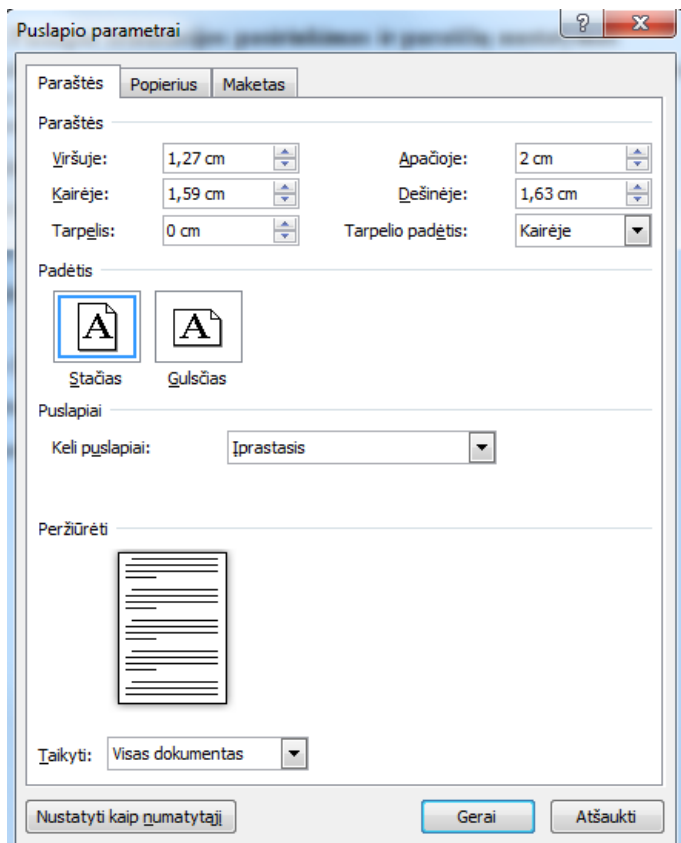 Puslapio parametrai
Paraštės Popierius Maketas
Paraštės
Viršuje: 1,27 cm Apačioje: 2 cm
Kairėje: 1,59 cm Dešinėje: 1,63 cm
Tarpelis: 0 cm Tarpelio padėtis: Kairėje
Padėtis
A A
Stačias Gulsčias
Puslapiai
Keli puslapiai: Įprastasis
Peržiūrėti
Taikyti: Visas dokumentas
Nustatyti kaip numatytąjį Gerai Atšaukti